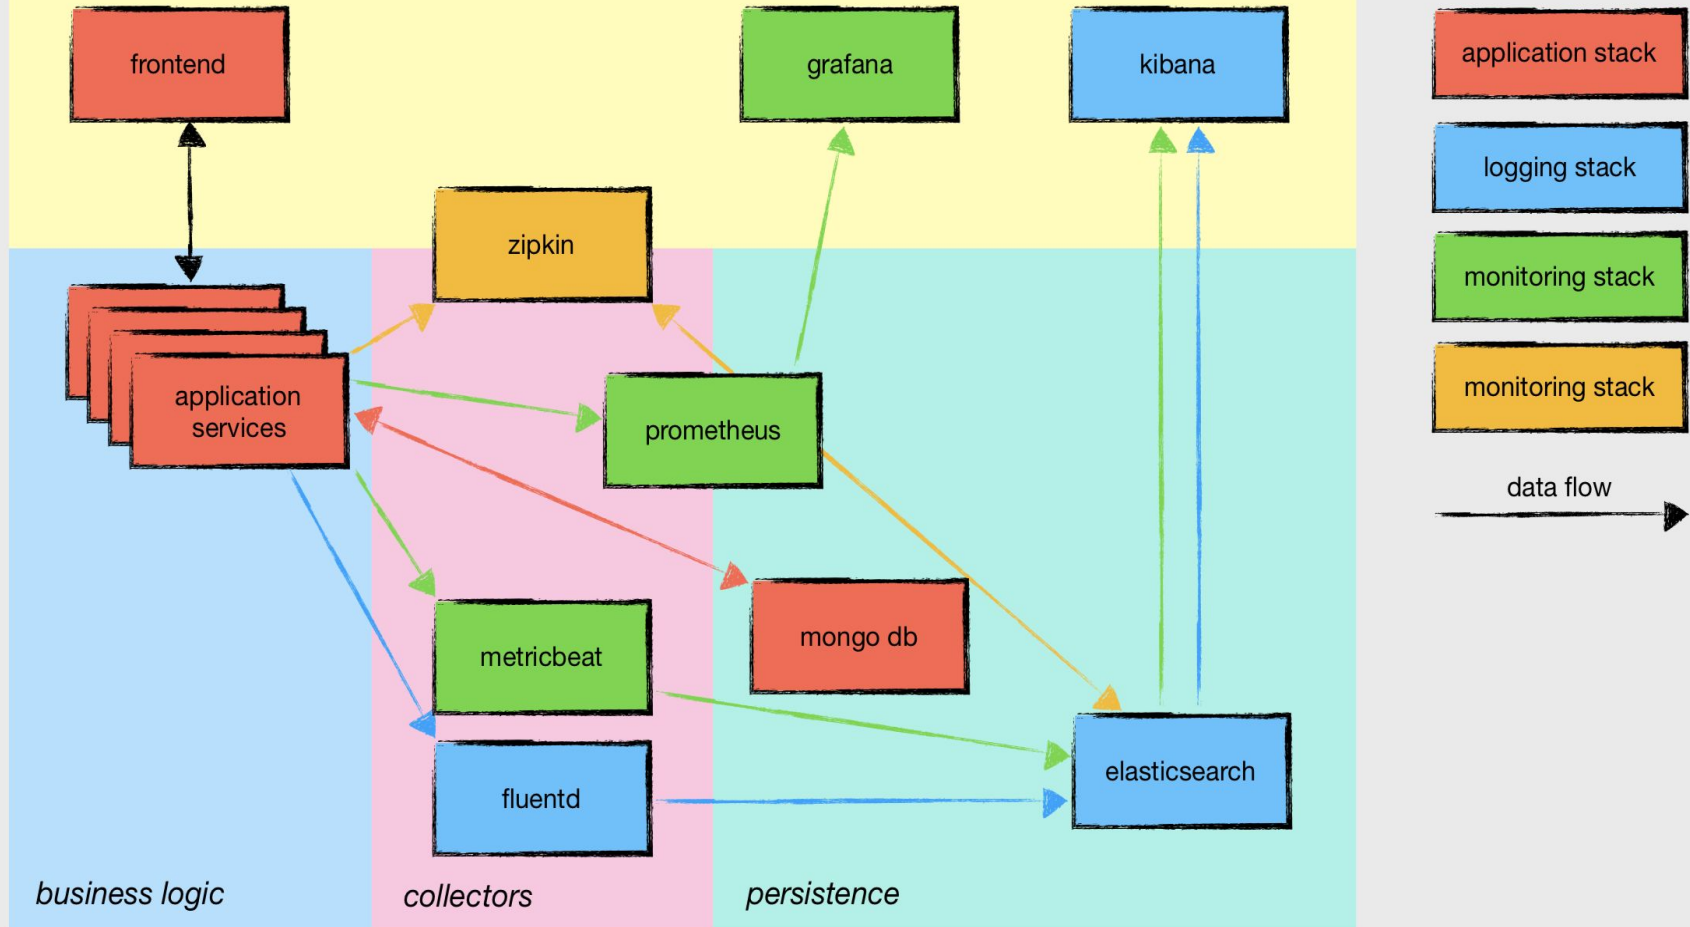 frontend
grafana
kibana
application stack
logging stack
zipkin
monitoring stack
application
services
prometheus
monitoring stack
data flow
metricbeat
mongo db
elasticsearch
fluentd
business logic
collectors
persistence